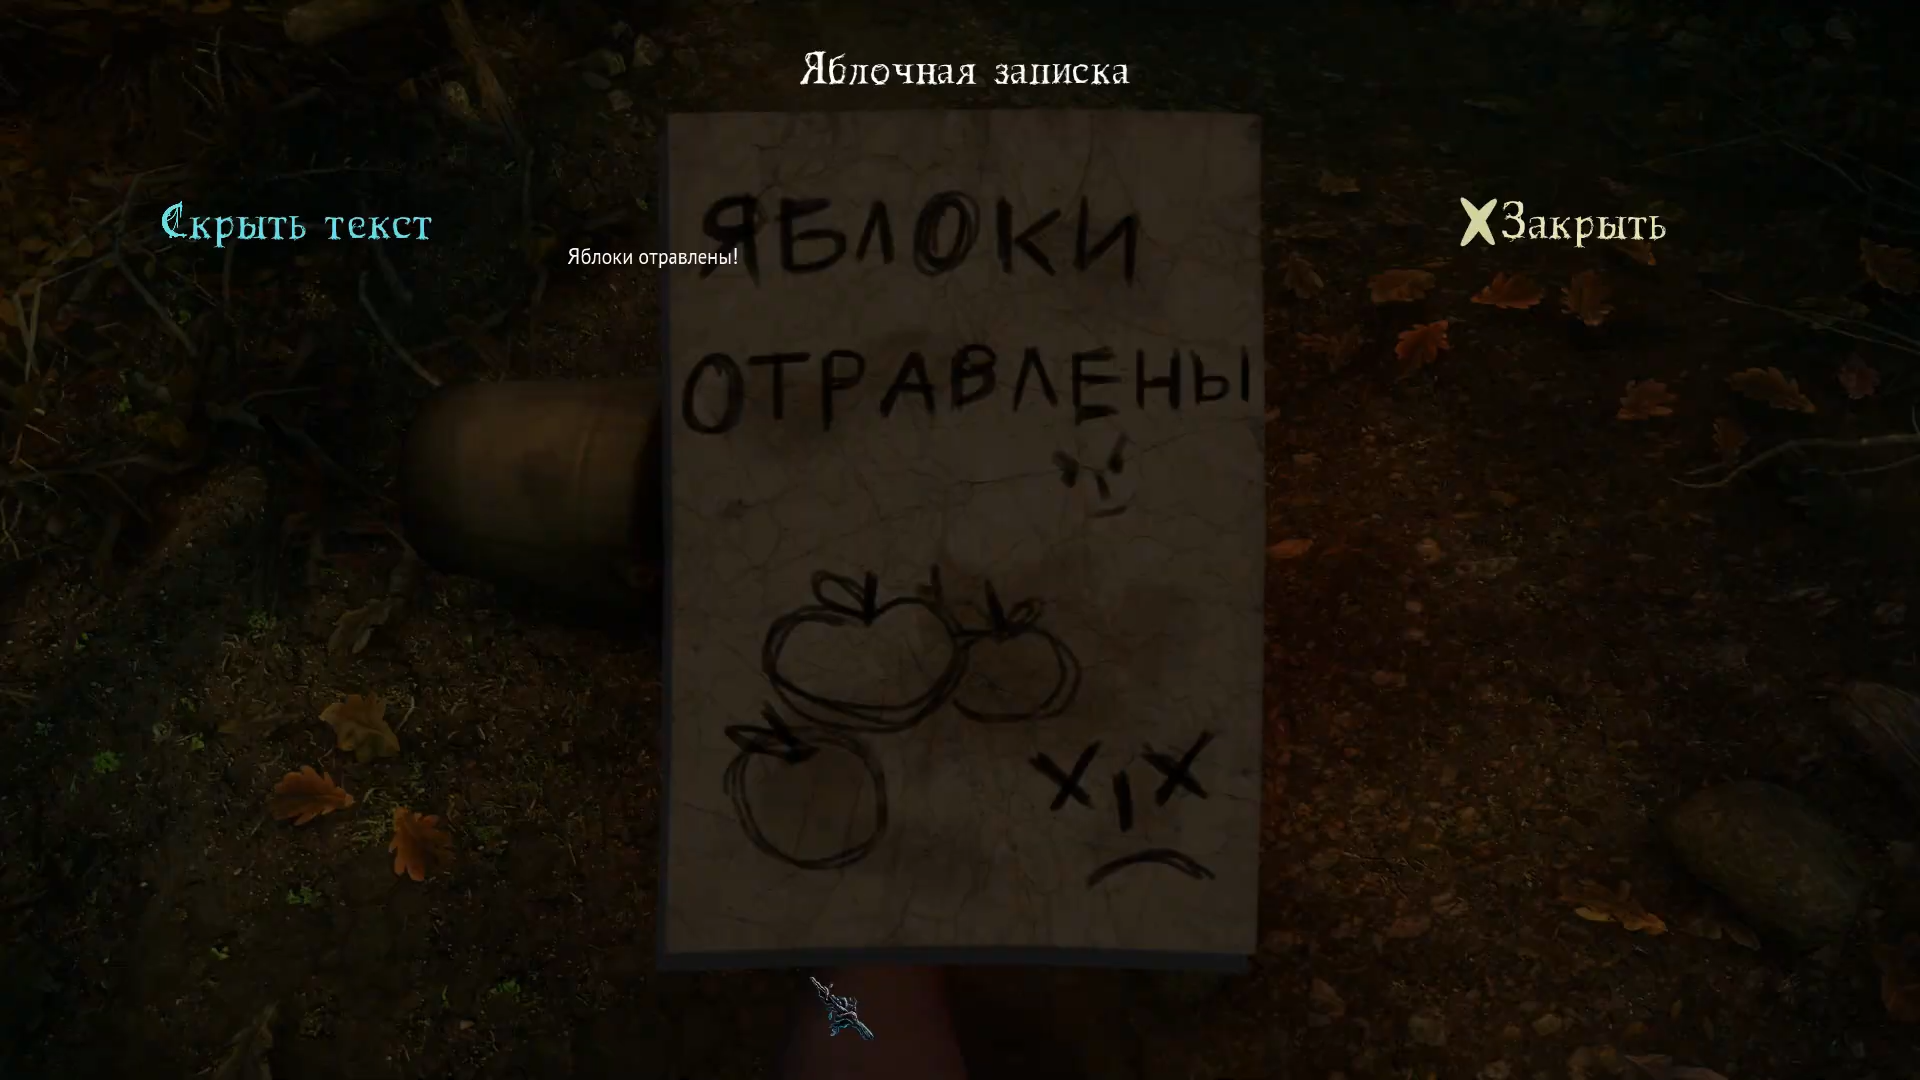 Яблочная записка
Скрыть текст
Закрыть
Яблоки отравлены!
ЯБЛОКИ
ОТРАВЛЕНЫ